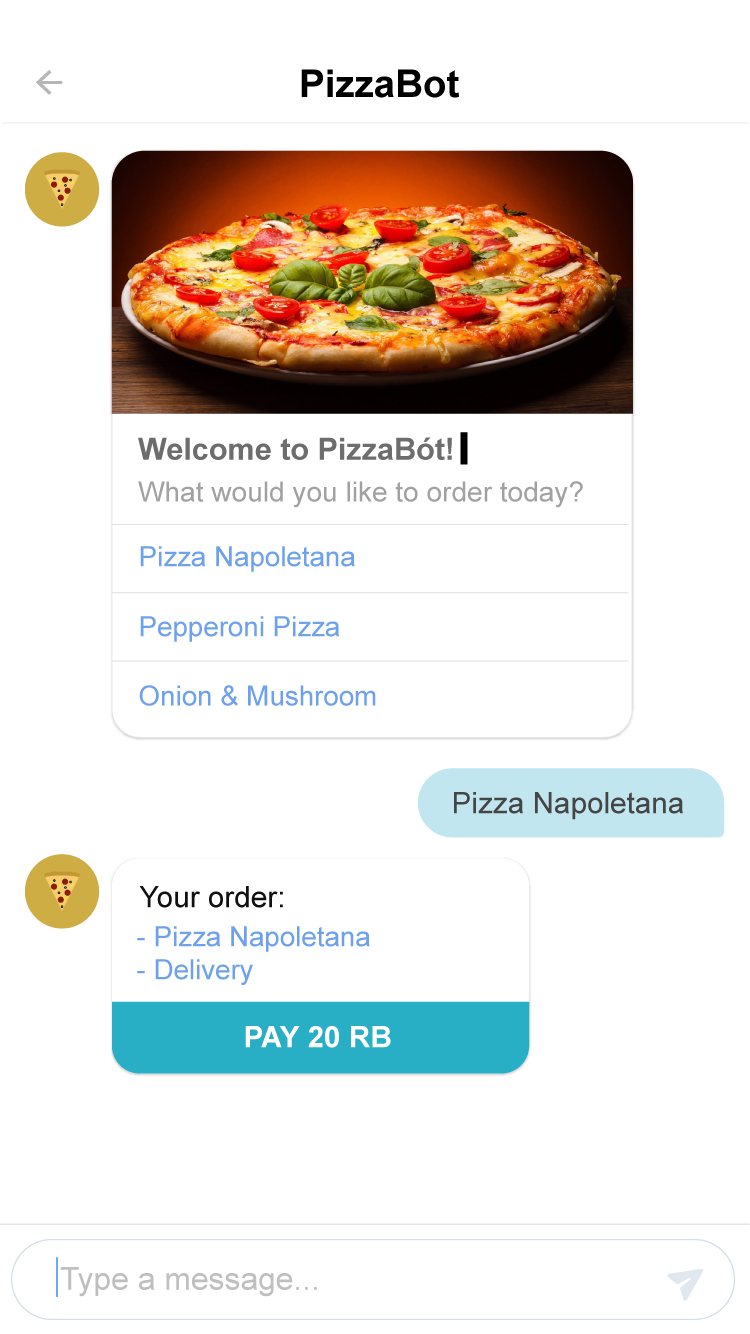 PizzaBot
Welcome to PizzaBót!
What would you like to order today?
Pizza Napoletana
Pepperoni Pizza
Onion & Mushroom
Pizza Napoletana
Your order:
- Pizza Napoletana
- Delivery
PAY 20 RB
Type a message...